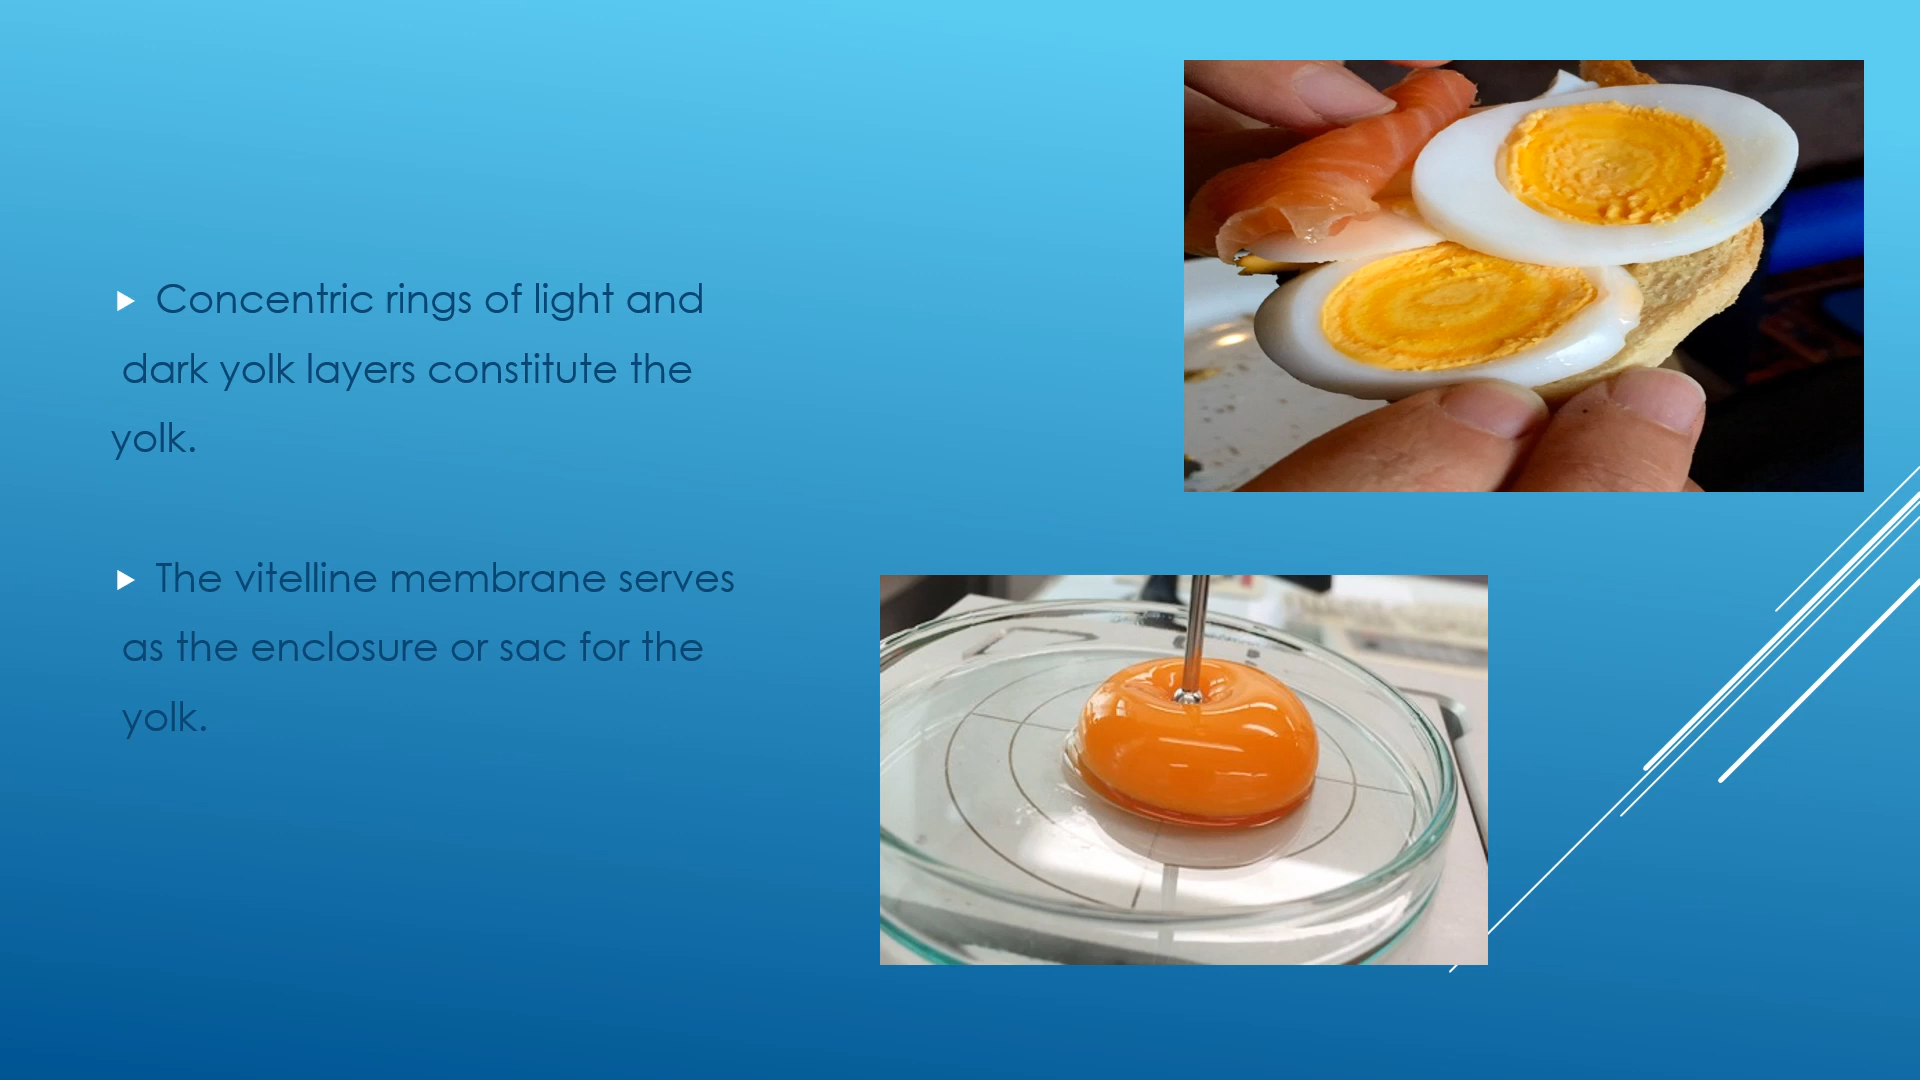 Concentric rings of light and
dark yolk layers constitute the
yolk.
The vitelline membrane serves
as the enclosure or sac for the
yolk.